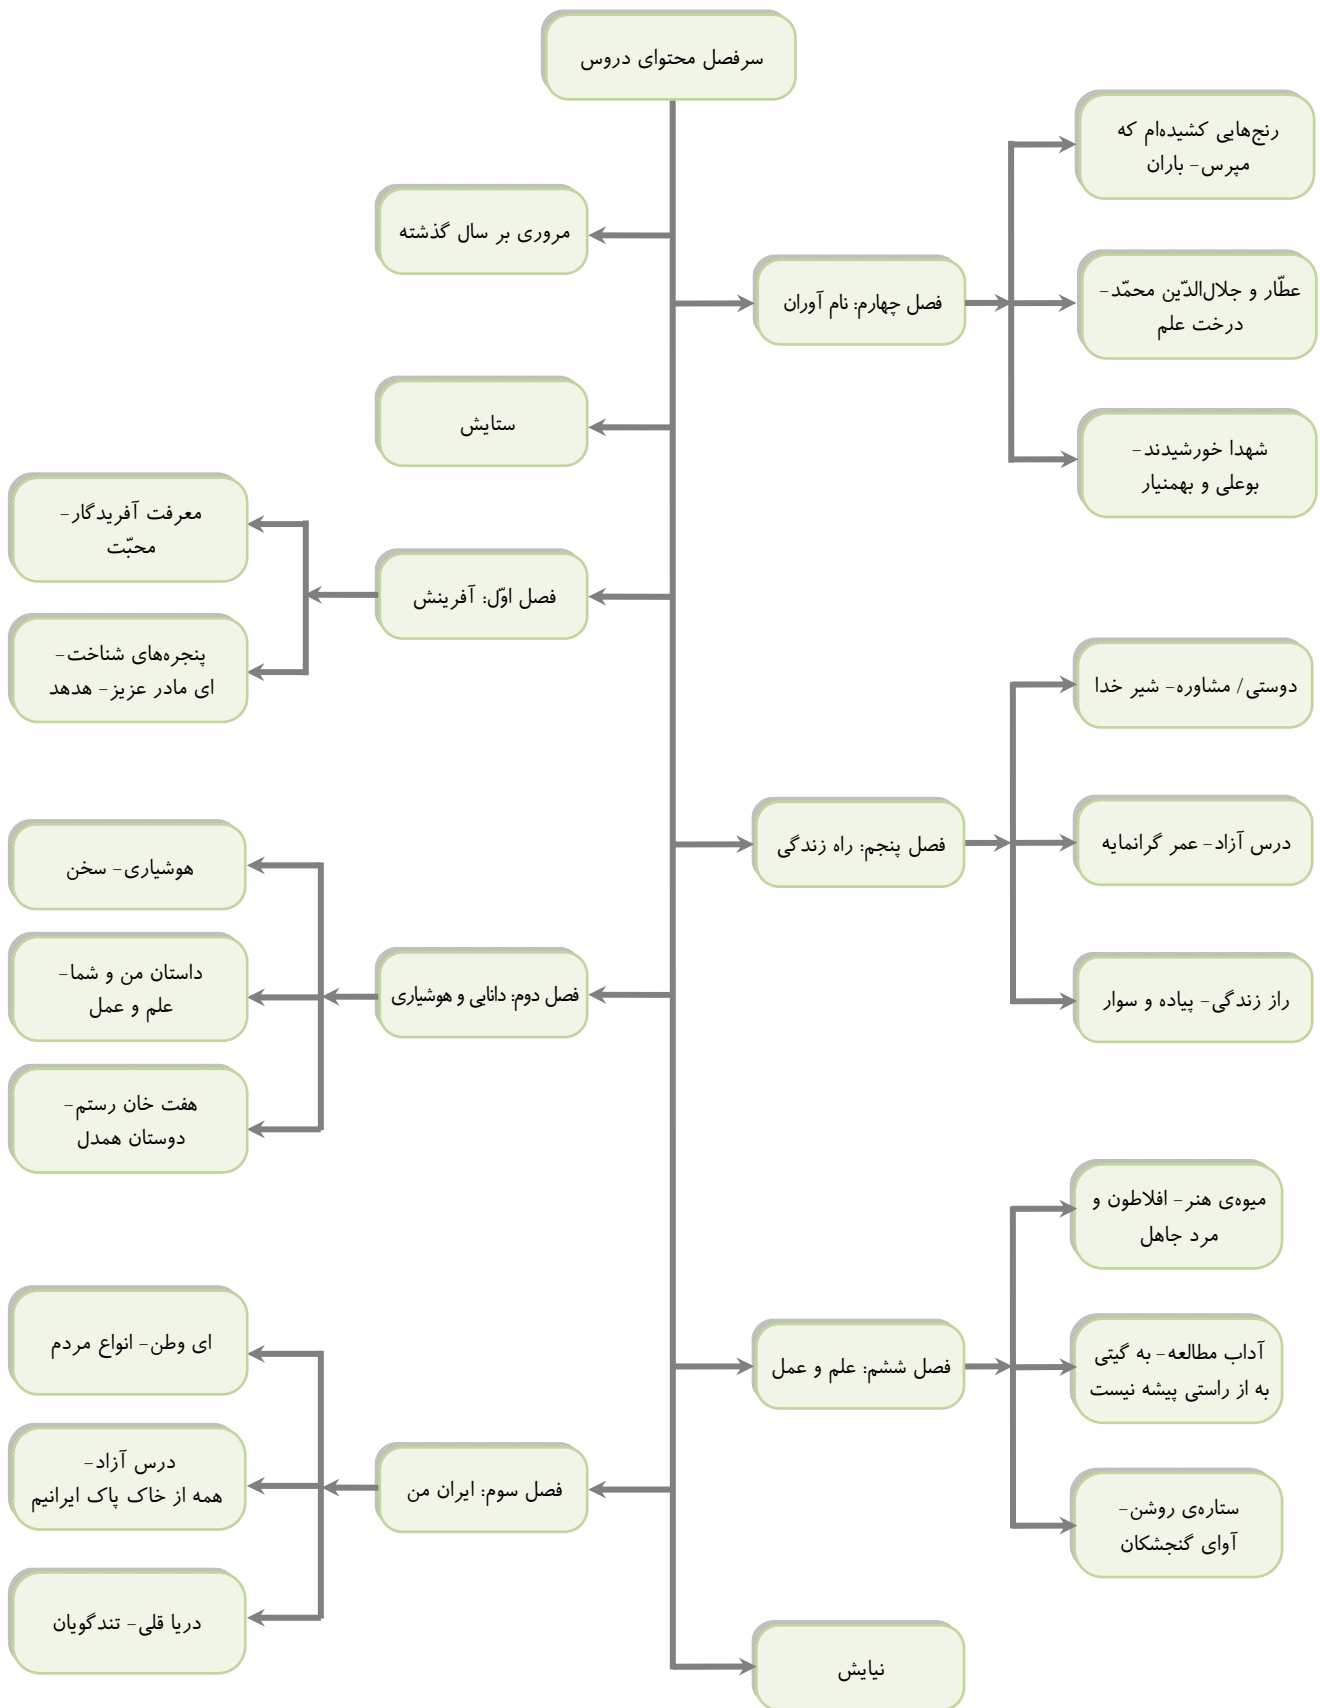 سرفصل محتوای دروس
مروری بر سال گذشته
ستایش
فصل اوّل: آفرینش
معرفت آفریدگار-
محبّت
پنجره‌های شناخت-
ای مادر عزیز- هدهد
فصل دوم: دانایی و هوشیاری
هوشیاری- سخن
داستان من و شما-
علم و عمل
هفت خان رستم-
دوستان همدل
فصل سوم: ایران من
ای وطن- انواع مردم
درس آزاد-
همه از خاک پاک ایرانیم
دریا قلی- تندگویان
فصل چهارم: نام آوران
رنج‌هایی کشیده‌ام که
مپرس- باران
عطّار و جلال‌الدّین محمّد-
درخت علم
شهدا خورشیدند-
بوعلی و بهمنیار
فصل پنجم: راه زندگی
دوستی/ مشاوره- شیر خدا
درس آزاد- عمر گرانمایه
راز زندگی- پیاده و سوار
فصل ششم: علم و عمل
میوه‌ی هنر- افلاطون و
مرد جاهل
آداب مطالعه- به گیتی
به از راستی پیشه نیست
ستاره‌ی روشن-
آوای گنجشکان
نیایش